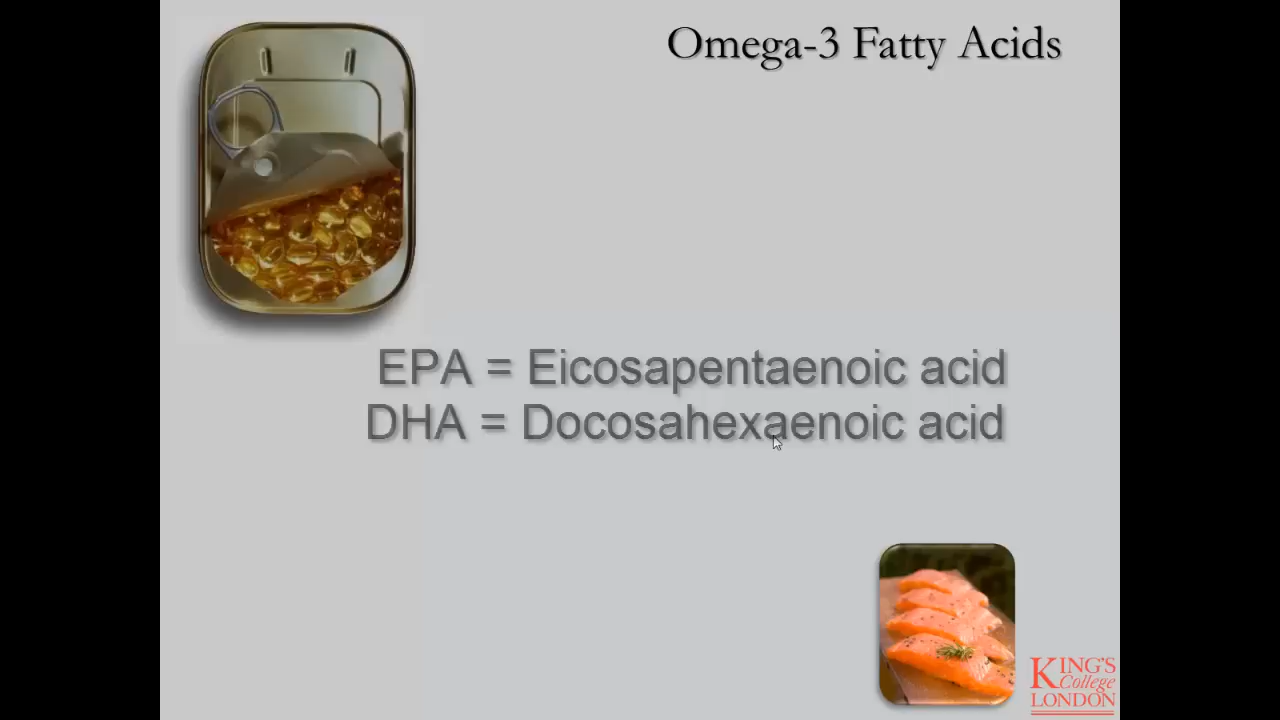 Omega-3 Fatty Acids
EPA = Eicosapentaenoic acid
DHA = Docosahexaenoic acid
KING'S
College
LONDON